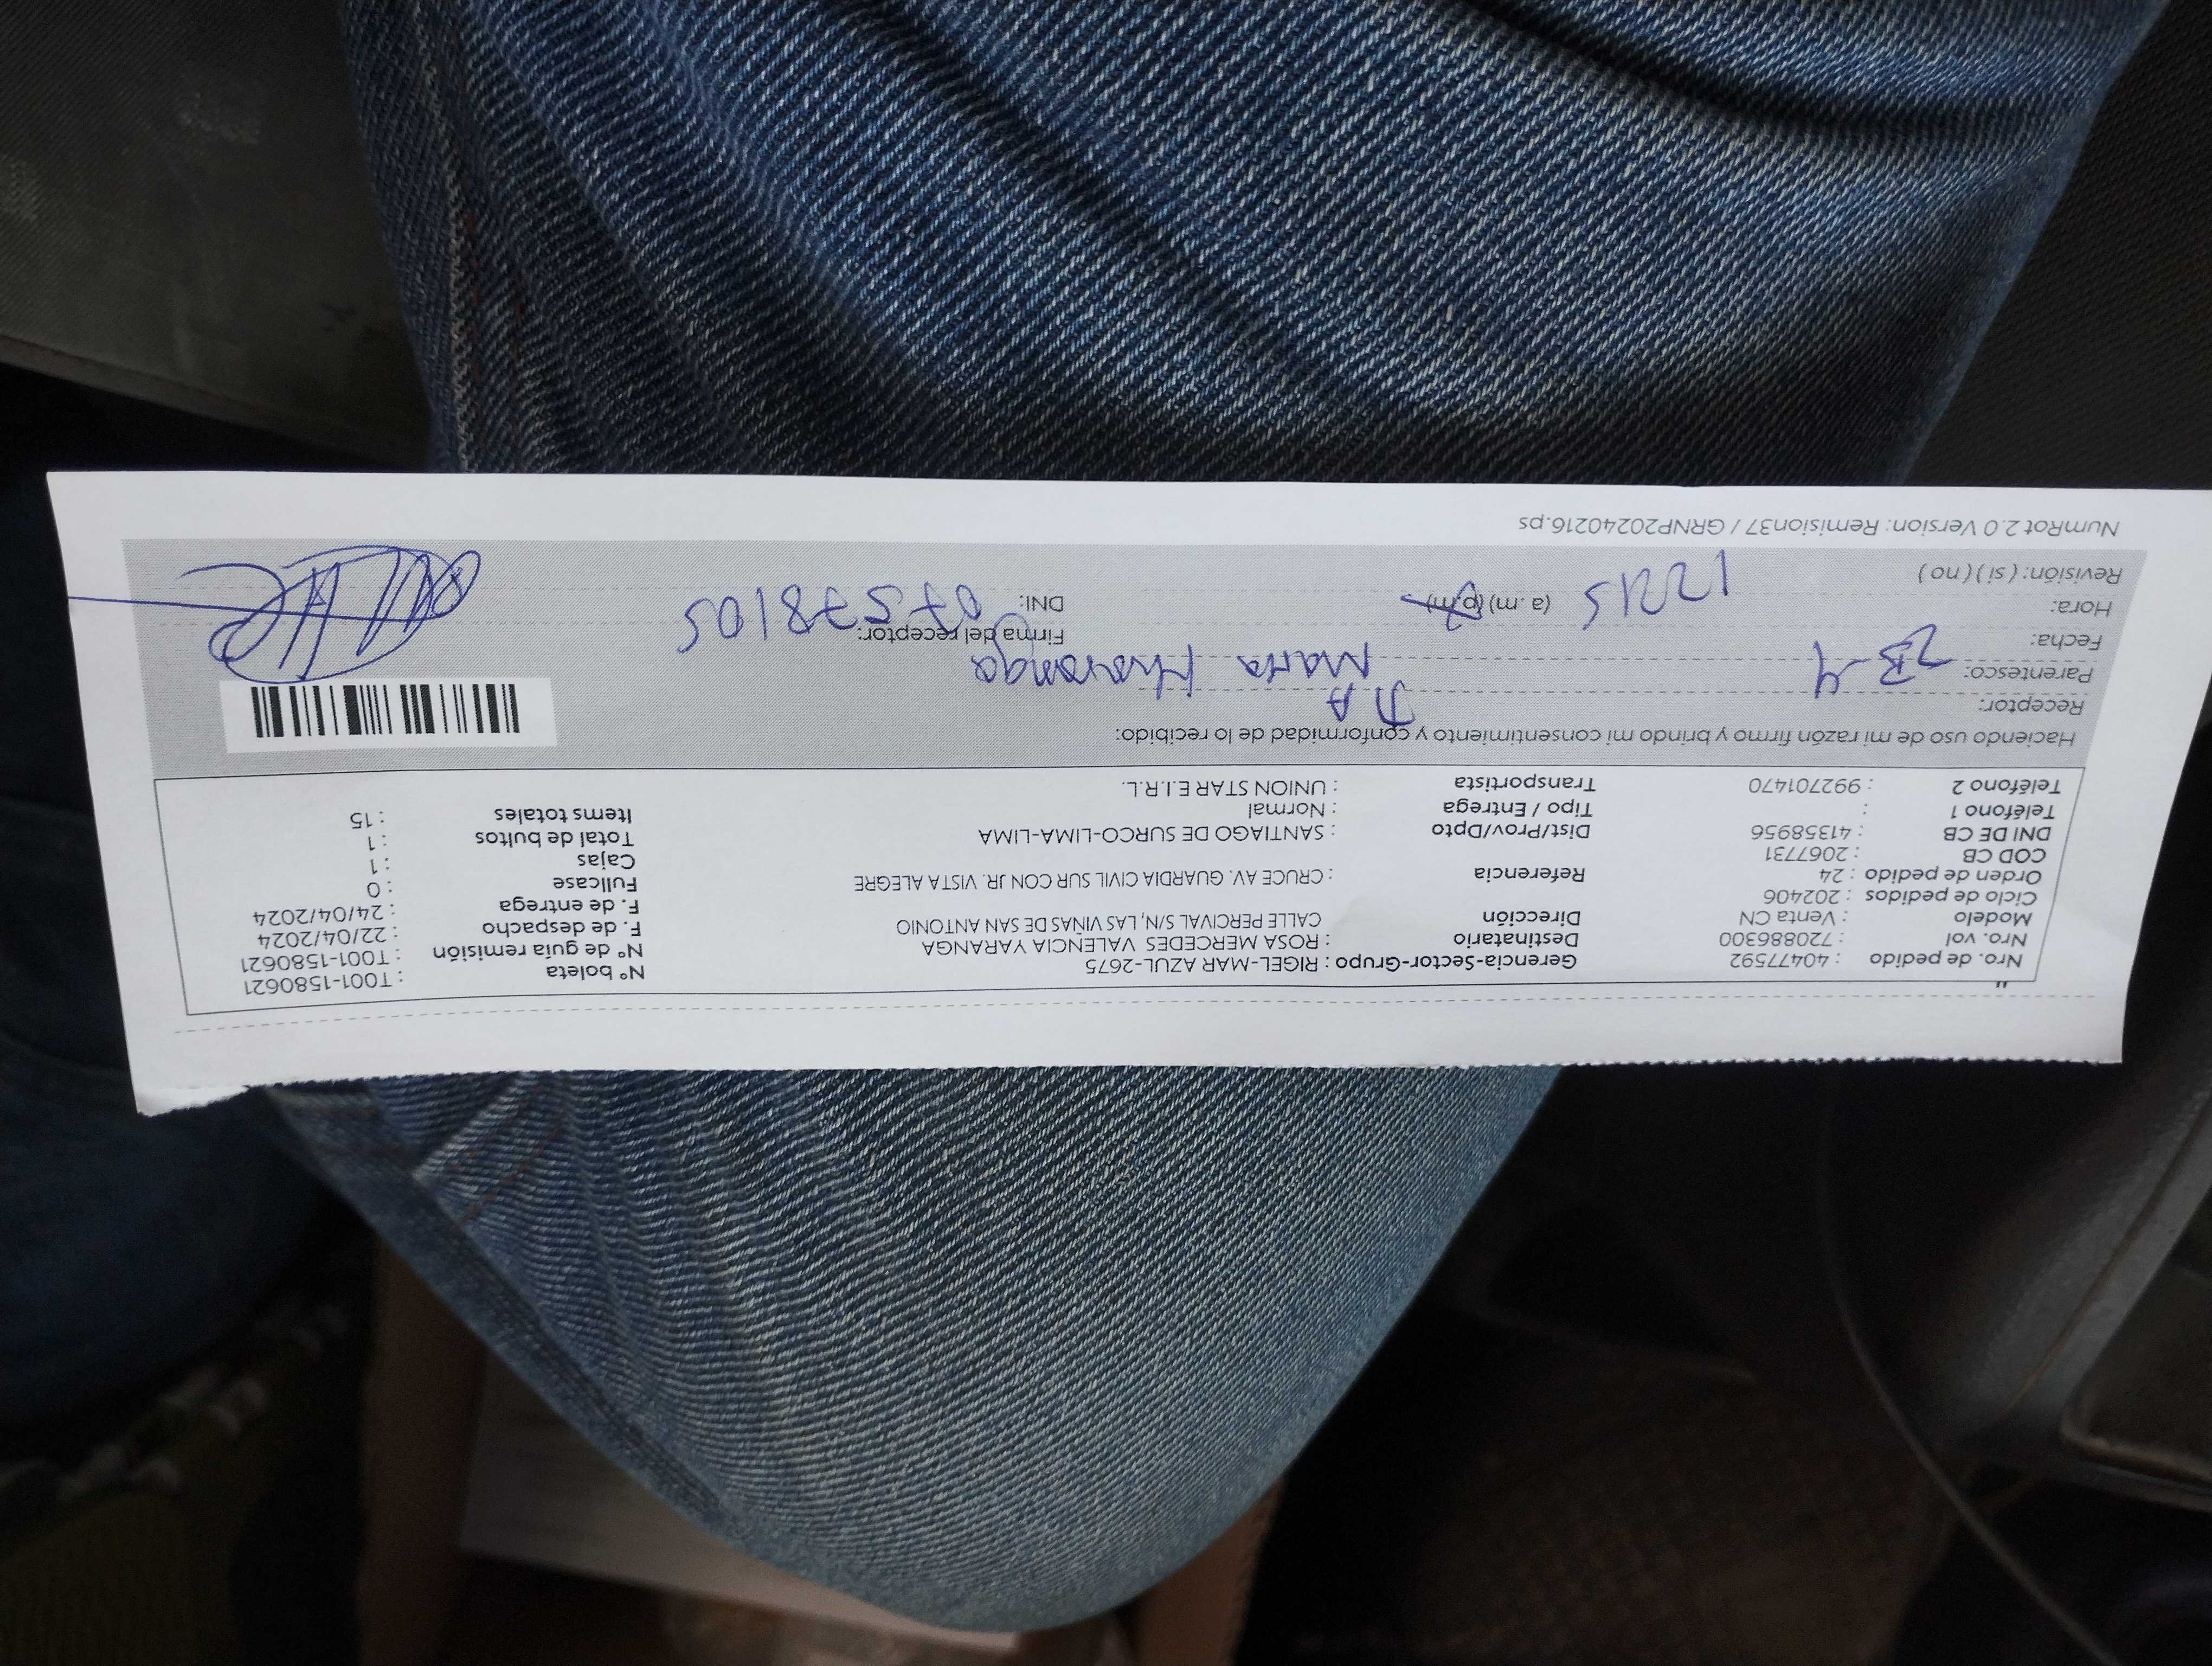 Nro. de pedido : 40477592 Gerencia-Sector-Grupo : RIGEL-MAR AZUL-2675 N° boleta : T001-1580621
Nro. vol : 720886300 Destinatario : ROSA MERCEDES VALENCIA YARANGA N° de guía remisión : T001-1580621
Modelo : Venta CN Dirección CALLE PERCIVAL S/N, LAS VIÑAS DE SAN ANTONIO F. de despacho : 22/04/2024
Ciclo de pedidos : 202406 F. de entrega : 24/04/2024
Orden de pedido : 24 Referencia : CRUCE AV. GUARDIA CIVIL SUR CON JR. VISTA ALEGRE Fullcase : 0
COD CB : 2067731 Cajas : 1
DNI DE CB : 41358956 Dist/Prov/Dpto : SANTIAGO DE SURCO-LIMA-LIMA Total de bultos : 1
Teléfono 1 : Tipo / Entrega : Normal Items totales : 15
Teléfono 2 : 992701470 Transportista : UNION STAR E.I.R.L.
Haciendo uso de mi razón firmo y brindo mi consentimiento y conformidad de lo recibido:
Receptor:
Parentesco:
Fecha: 23-4 Maria Firma del receptor:
Hora: 1215 (a.m) (p.m) DNI: 07578105
Revisión: ( si ) ( no )
NumRot 2.0 Version: Remision37 / GRNP20240216.ps